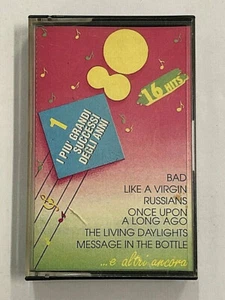 16 HITS
1
I PIU' GRANDI
SUCCESSI
DEGLI ANNI
BAD
LIKE A VIRGIN
RUSSIANS
ONCE UPON
A LONG AGO
THE LIVING DAYLIGHTS
MESSAGE IN THE BOTTLE
...e altri ancora